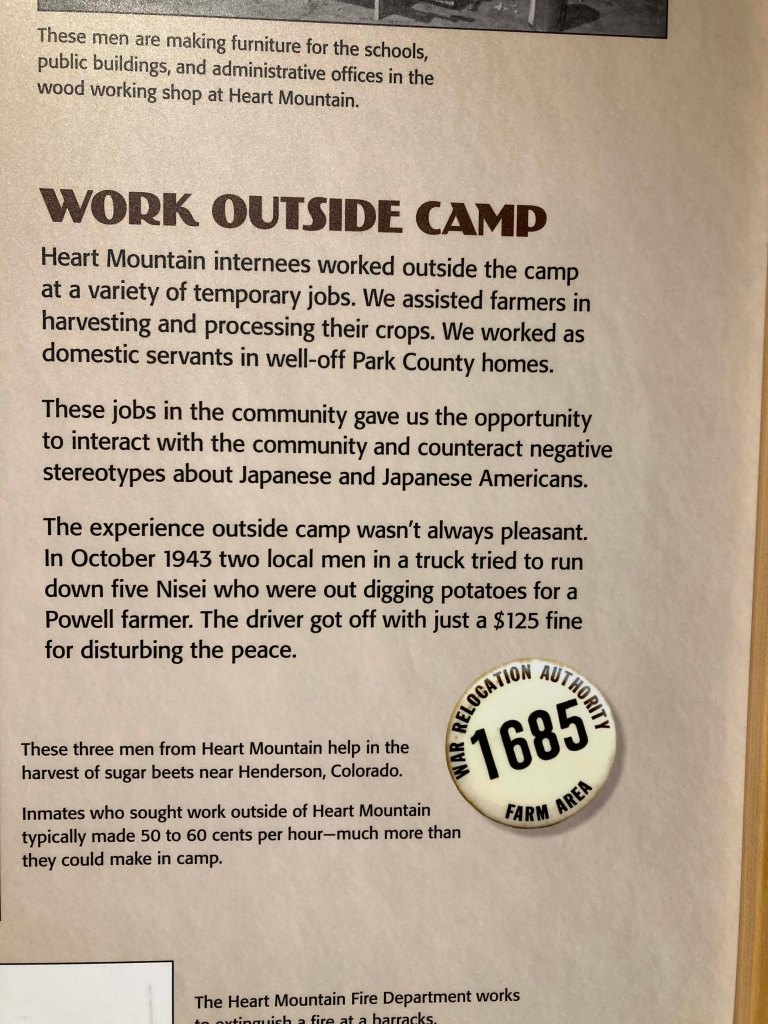 These men are making furniture for the schools,
public buildings, and administrative offices in the
wood working shop at Heart Mountain.
WORK OUTSIDE CAMP
Heart Mountain internees worked outside the camp
at a variety of temporary jobs. We assisted farmers in
harvesting and processing their crops. We worked as
domestic servants in well-off Park County homes.
These jobs in the community gave us the opportunity
to interact with the community and counteract negative
stereotypes about Japanese and Japanese Americans.
The experience outside camp wasn't always pleasant.
In October 1943 two local men in a truck tried to run
down five Nisei who were out digging potatoes for a
Powell farmer. The driver got off with just a $125 fine
for disturbing the peace.
WAR RELOCATION AUTHORITY
1685
FARM AREA
These three men from Heart Mountain help in the
harvest of sugar beets near Henderson, Colorado.
Inmates who sought work outside of Heart Mountain
typically made 50 to 60 cents per hour—much more than
they could make in camp.
The Heart Mountain Fire Department works
to extinguish a fire at a barracks.